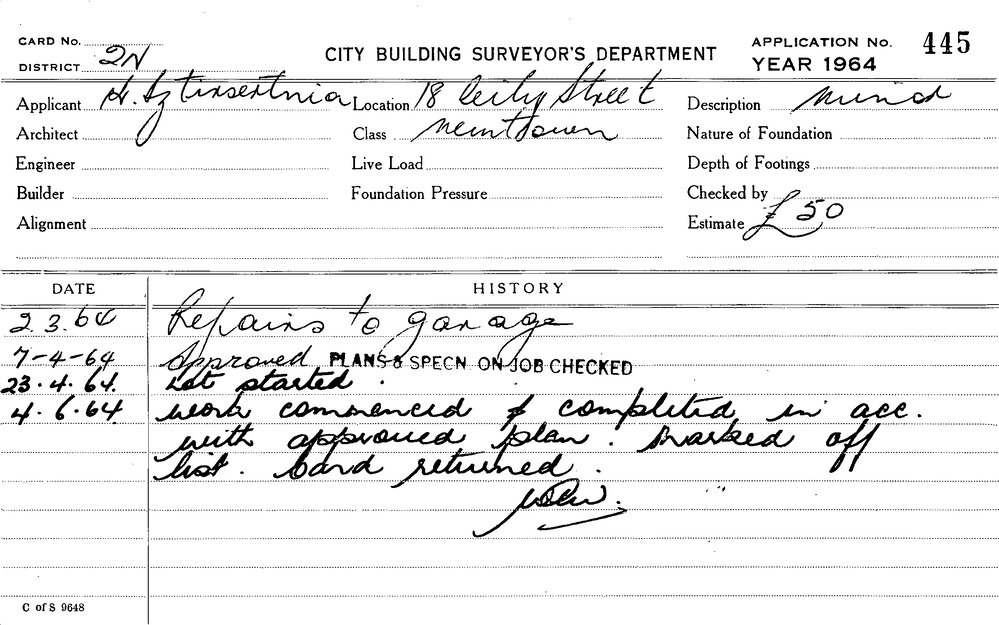 CARD No.
DISTRICT 2N
CITY BUILDING SURVEYOR'S DEPARTMENT
APPLICATION No. 445
YEAR 1964
Applicant H. Location 18 Street Description
Architect Class Nature of Foundation
Engineer Live Load Depth of Footings
Builder Foundation Pressure Checked by
Alignment Estimate £50
DATE HISTORY
2.3.64 Repairs to garage
7-4-64 Approved PLANS & SPECN. ON JOB CHECKED
23.4.64. Not started.
4.6.64. work commenced & completed in acc.
with approved plan. Marked off
list. Card returned.
C of S 9648